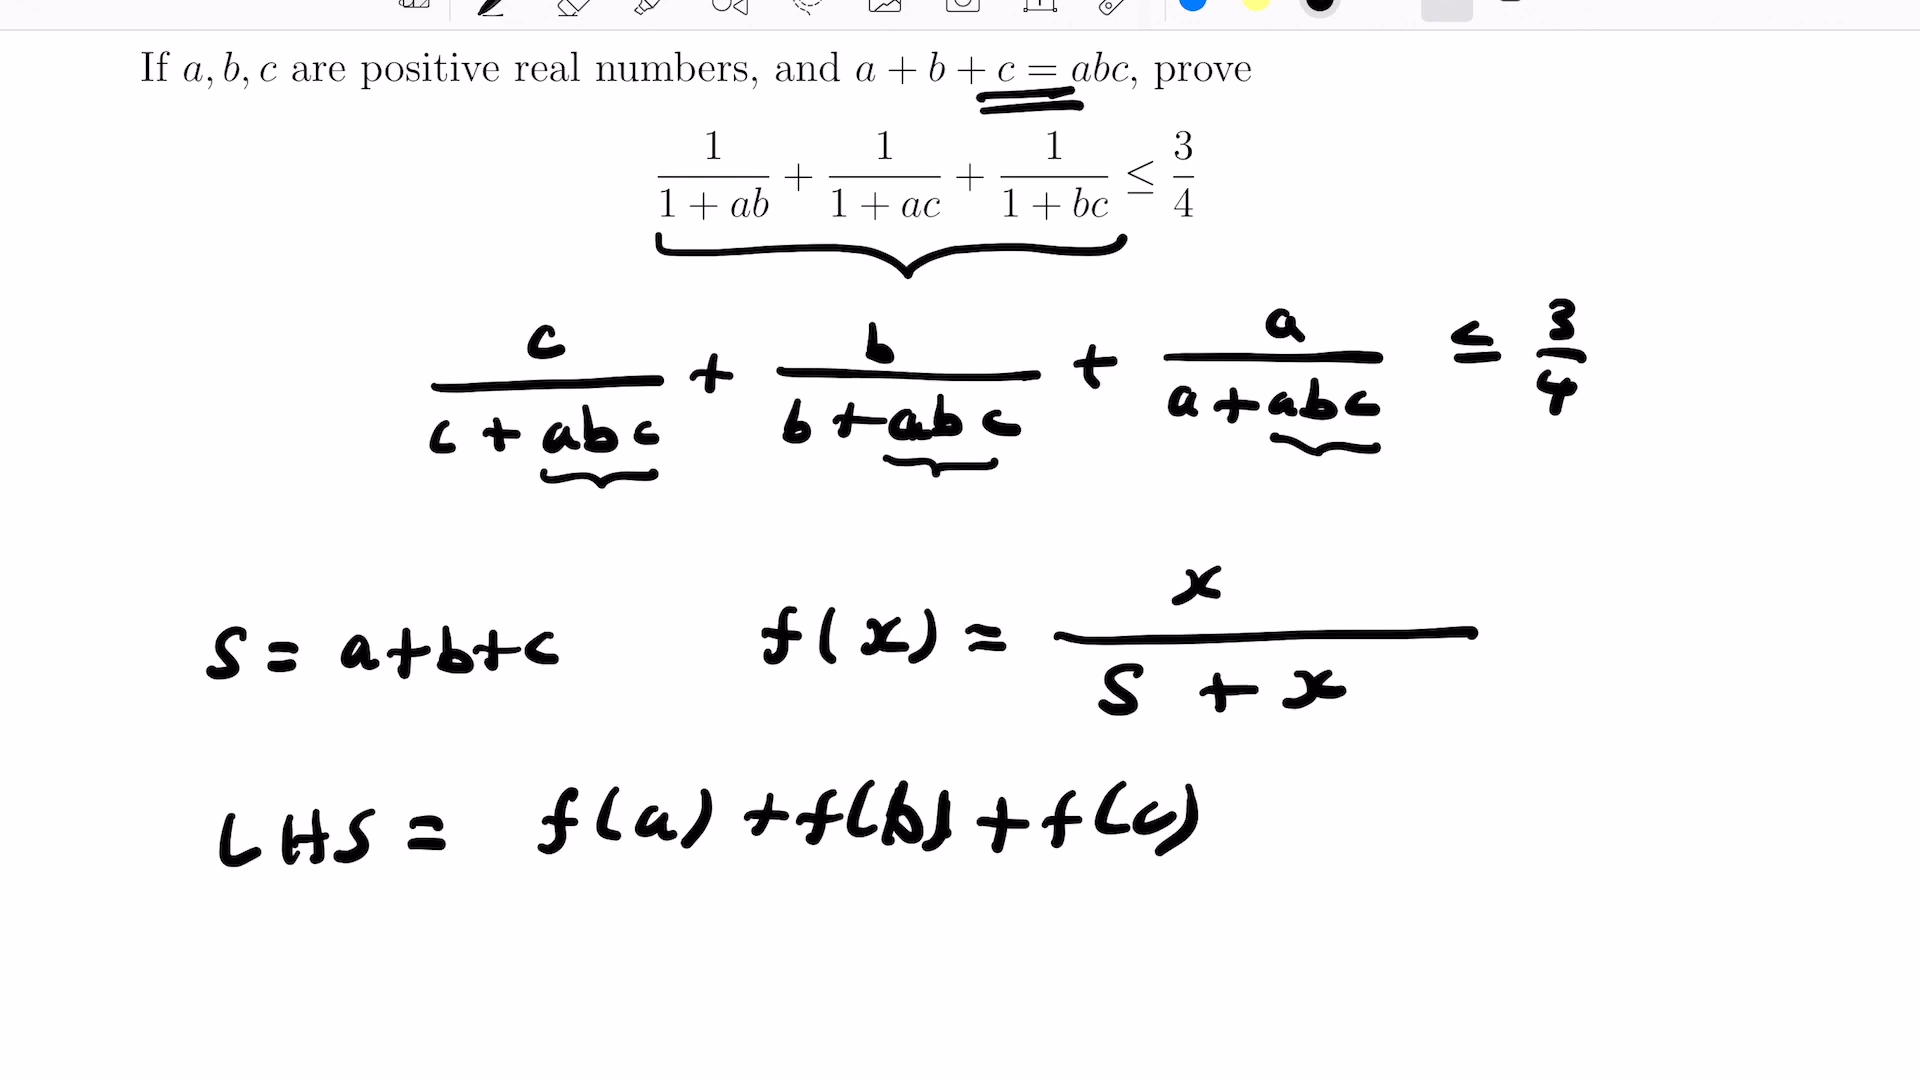 If a, b, c are positive real numbers, and a + b + c = abc, prove
1/(1 + ab) + 1/(1 + ac) + 1/(1 + bc) ≤ 3/4
c/(c + abc) + b/(b + abc) + a/(a + abc) ≤ 3/4
S = a+b+c f(x) = x/(S + x)
LHS = f(a) + f(b) + f(c)